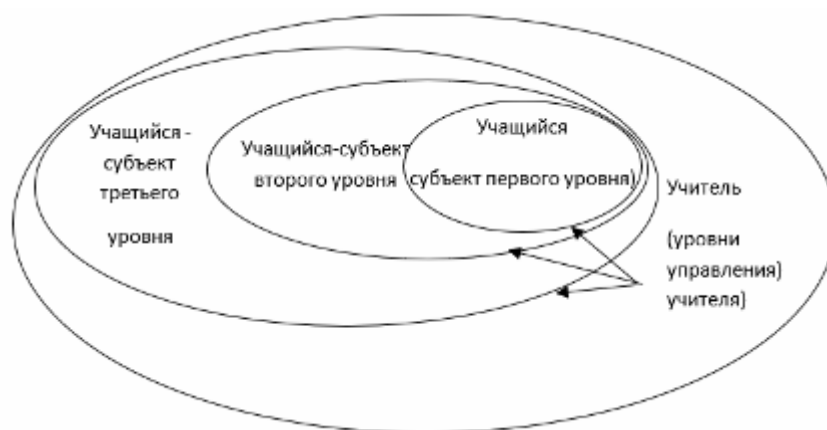 Учащийся -
субъект
третьего
уровня
Учащийся-субъект
второго уровня
Учащийся
субъект первого уровня)
Учитель
(уровни
управления)
учителя)